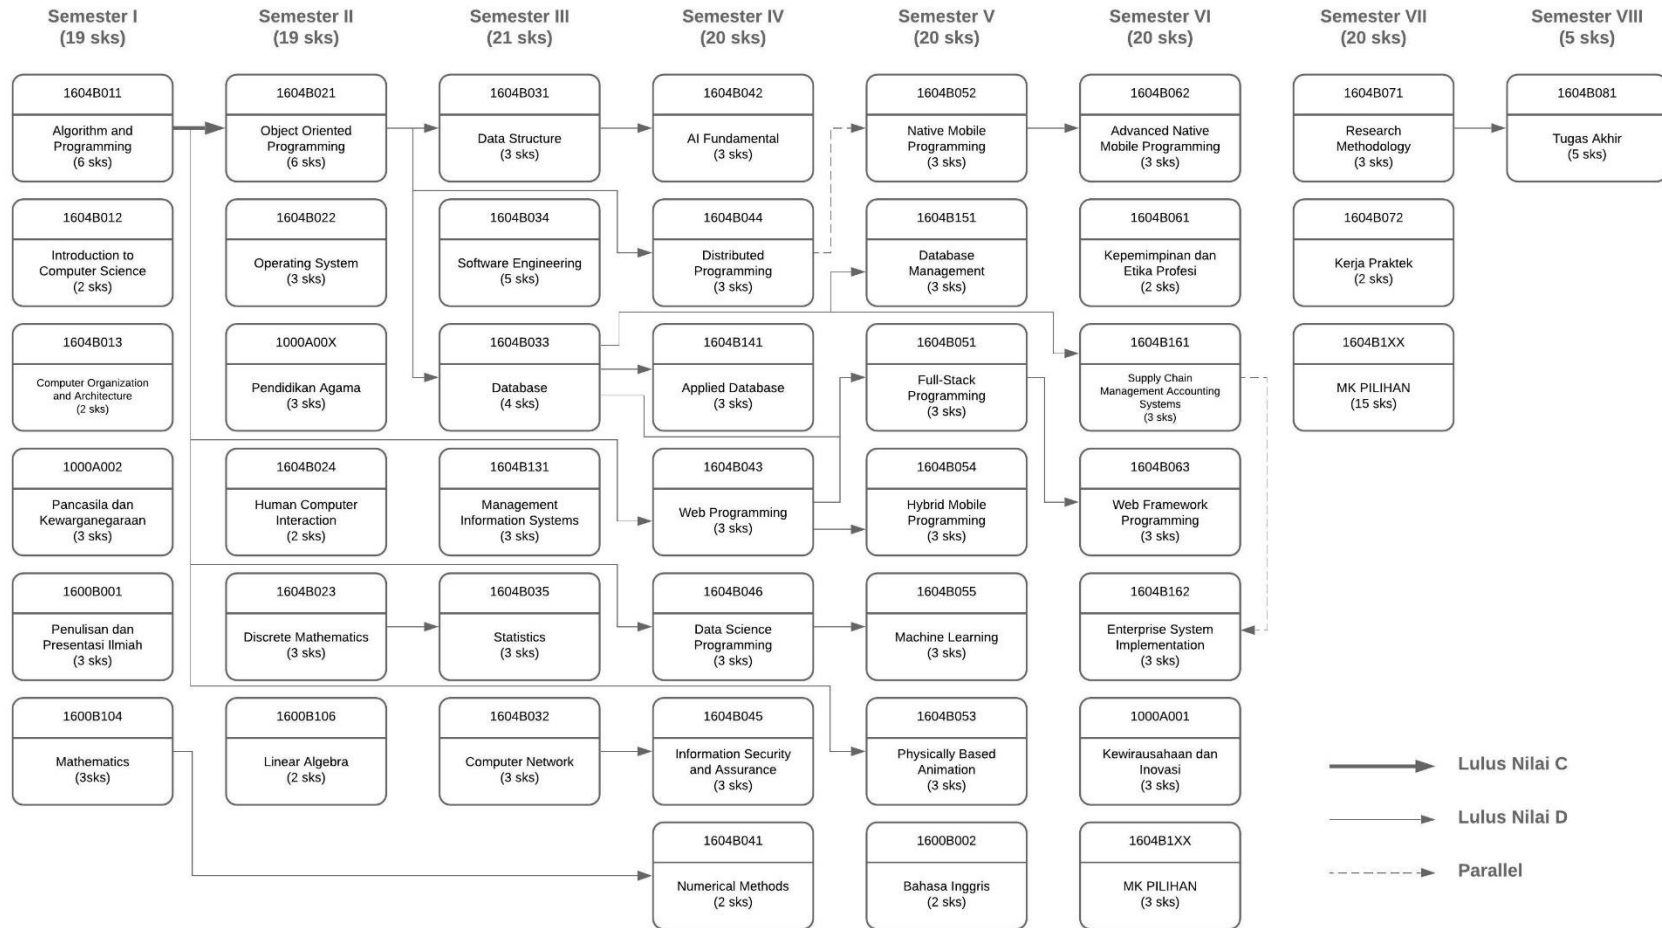 Semester I
(19 sks)
Semester II
(19 sks)
Semester III
(21 sks)
Semester IV
(20 sks)
Semester V
(20 sks)
Semester VI
(20 sks)
Semester VII
(20 sks)
Semester VIII
(5 sks)
1604B011
Algorithm and
Programming
(6 sks)
1604B021
Object Oriented
Programming
(6 sks)
1604B031
Data Structure
(3 sks)
1604B042
AI Fundamental
(3 sks)
1604B052
Native Mobile
Programming
(3 sks)
1604B062
Advanced Native
Mobile Programming
(3 sks)
1604B071
Research
Methodology
(3 sks)
1604B081
Tugas Akhir
(5 sks)
1604B012
Introduction to
Computer Science
(2 sks)
1604B022
Operating System
(3 sks)
1604B034
Software Engineering
(5 sks)
1604B044
Distributed
Programming
(3 sks)
1604B151
Database
Management
(3 sks)
1604B061
Kepemimpinan dan
Etika Profesi
(2 sks)
1604B072
Kerja Praktek
(2 sks)
1604B013
Computer Organization
and Architecture
(2 sks)
1000A00X
Pendidikan Agama
(3 sks)
1604B033
Database
(4 sks)
1604B141
Applied Database
(3 sks)
1604B051
Full-Stack
Programming
(3 sks)
1604B161
Supply Chain
Management Accounting
Systems
(3 sks)
1604B1XX
MK PILIHAN
(15 sks)
1000A002
Pancasila dan
Kewarganegaraan
(3 sks)
1604B024
Human Computer
Interaction
(2 sks)
1604B131
Management
Information Systems
(3 sks)
1604B043
Web Programming
(3 sks)
1604B054
Hybrid Mobile
Programming
(3 sks)
1604B063
Web Framework
Programming
(3 sks)
1600B001
Penulisan dan
Presentasi Ilmiah
(3 sks)
1604B023
Discrete Mathematics
(3 sks)
1604B035
Statistics
(3 sks)
1604B046
Data Science
Programming
(3 sks)
1604B055
Machine Learning
(3 sks)
1604B162
Enterprise System
Implementation
(3 sks)
1600B104
Mathematics
(3sks)
1600B106
Linear Algebra
(2 sks)
1604B032
Computer Network
(3 sks)
1604B045
Information Security
and Assurance
(3 sks)
1604B053
Physically Based
Animation
(3 sks)
1000A001
Kewirausahaan dan
Inovasi
(3 sks)
1604B041
Numerical Methods
(2 sks)
1600B002
Bahasa Inggris
(2 sks)
1604B1XX
MK PILIHAN
(3 sks)
Lulus Nilai C
Lulus Nilai D
Parallel